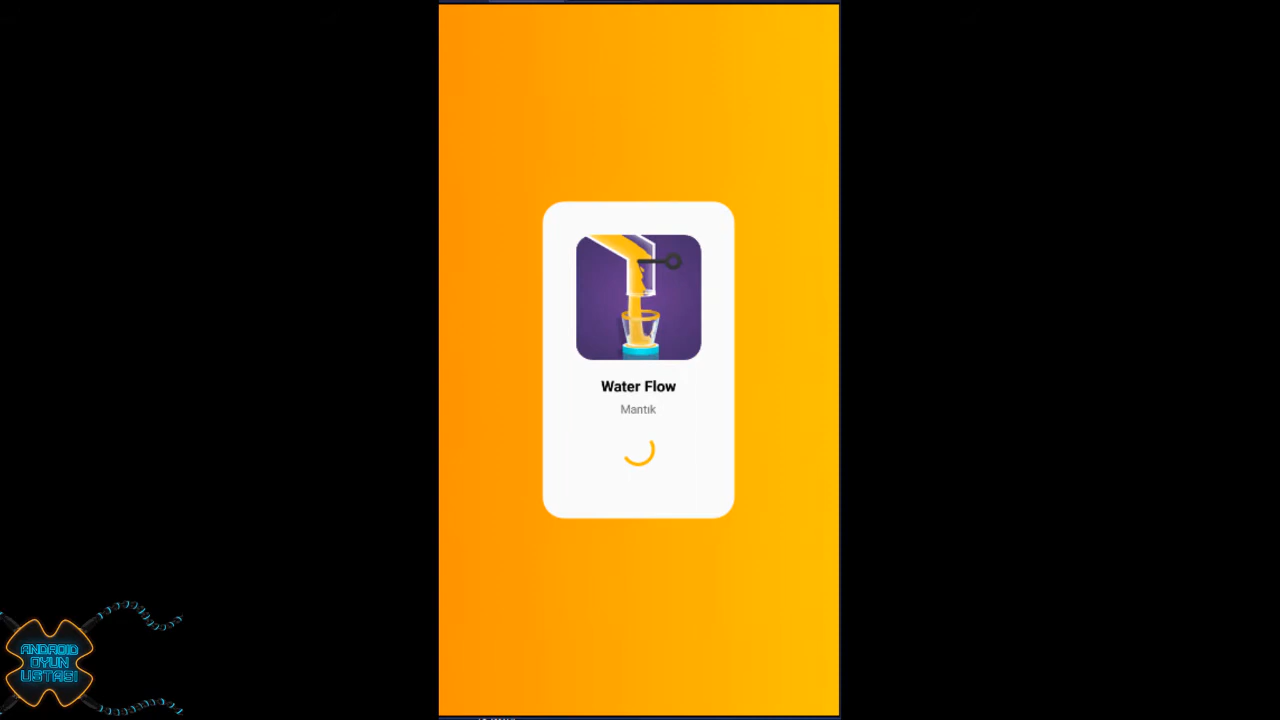 Water Flow
Mantık
ANDROID
OYUN
USTASI